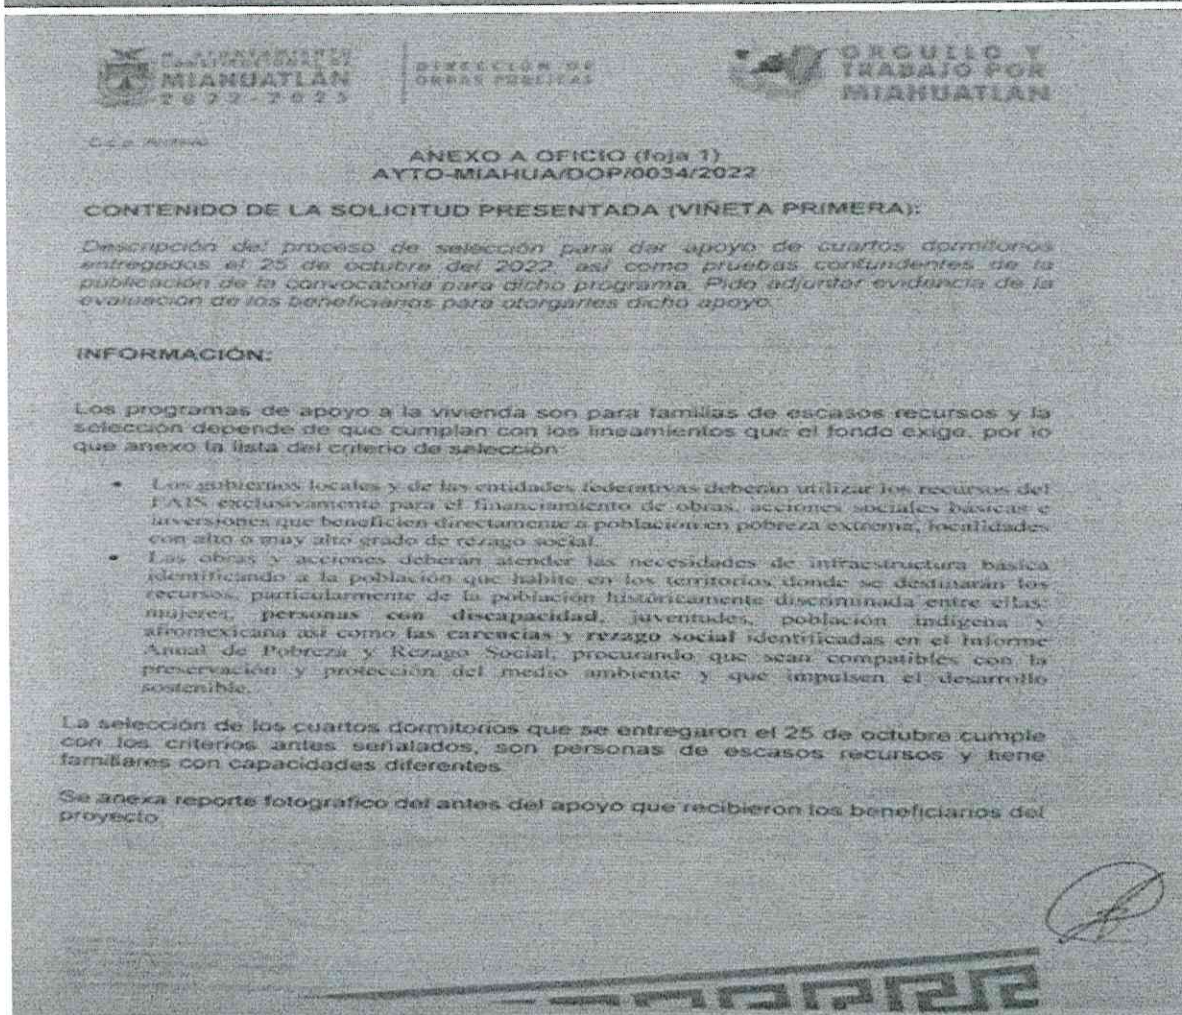 H. AYUNTAMIENTO
CONSTITUCIONAL DE
MIAHUATLÁN
2022-2025
DIRECCIÓN DE
OBRAS PÚBLICAS
ORGULLO Y
TRABAJO POR
MIAHUATLÁN
C.c.p. Archivo
ANEXO A OFICIO (foja 1)
AYTO-MIAHUA/DOP/0034/2022
CONTENIDO DE LA SOLICITUD PRESENTADA (VIÑETA PRIMERA):
Descripción del proceso de selección para dar apoyo de cuartos dormitorios
entregados el 25 de octubre del 2022, así como pruebas contundentes de la
publicación de la convocatoria para dicho programa. Pido adjuntar evidencia de la
evaluación de los beneficiarios para otorgarles dicho apoyo.
INFORMACIÓN:
Los programas de apoyo a la vivienda son para familias de escasos recursos y la
selección depende de que cumplan con los lineamientos que el fondo exige, por lo
que anexo la lista del criterio de selección:
• Los gobiernos locales y de las entidades federativas deberán utilizar los recursos del
FAIS exclusivamente para el financiamiento de obras, acciones sociales básicas e
inversiones que beneficien directamente a población en pobreza extrema, localidades
con alto o muy alto grado de rezago social.
• Las obras y acciones deberán atender las necesidades de infraestructura básica
identificando a la población que habite en los territorios donde se destinarán los
recursos, particularmente de la población históricamente discriminada entre ellas:
mujeres, personas con discapacidad, juventudes, población indígena y
afromexicana así como las carencias y rezago social identificadas en el Informe
Anual de Pobreza y Rezago Social, procurando que sean compatibles con la
preservación y protección del medio ambiente y que impulsen el desarrollo
sostenible.
La selección de los cuartos dormitorios que se entregaron el 25 de octubre cumple
con los criterios antes señalados, son personas de escasos recursos y tiene
familiares con capacidades diferentes.
Se anexa reporte fotografico del antes del apoyo que recibieron los beneficiarios del
proyecto